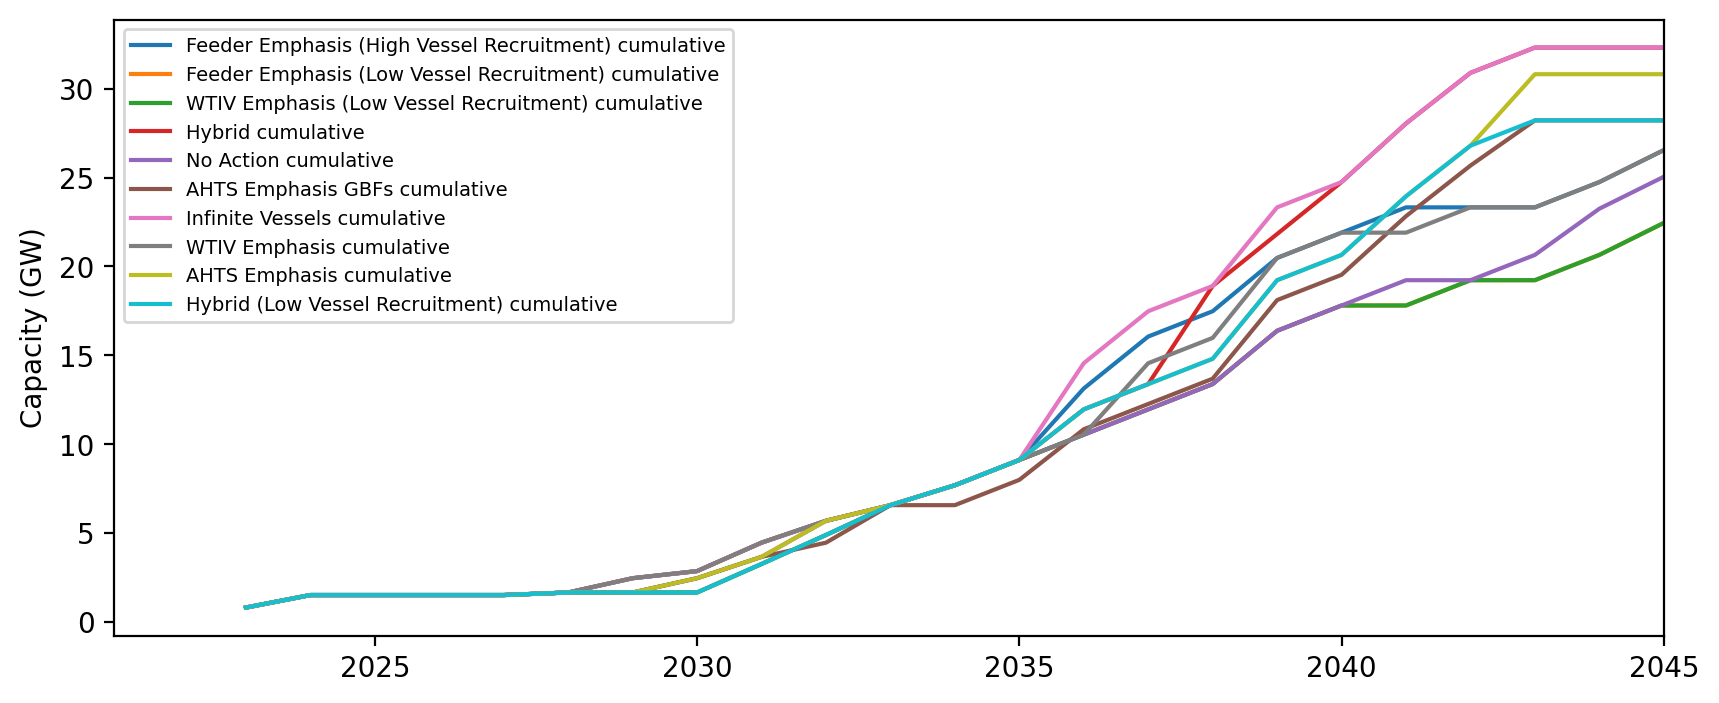 Feeder Emphasis (High Vessel Recruitment) cumulative
Feeder Emphasis (Low Vessel Recruitment) cumulative
WTIV Emphasis (Low Vessel Recruitment) cumulative
Hybrid cumulative
No Action cumulative
AHTS Emphasis GBFs cumulative
Infinite Vessels cumulative
WTIV Emphasis cumulative
AHTS Emphasis cumulative
Hybrid (Low Vessel Recruitment) cumulative
Capacity (GW)
30
25
20
15
10
5
0
2025
2030
2035
2040
2045